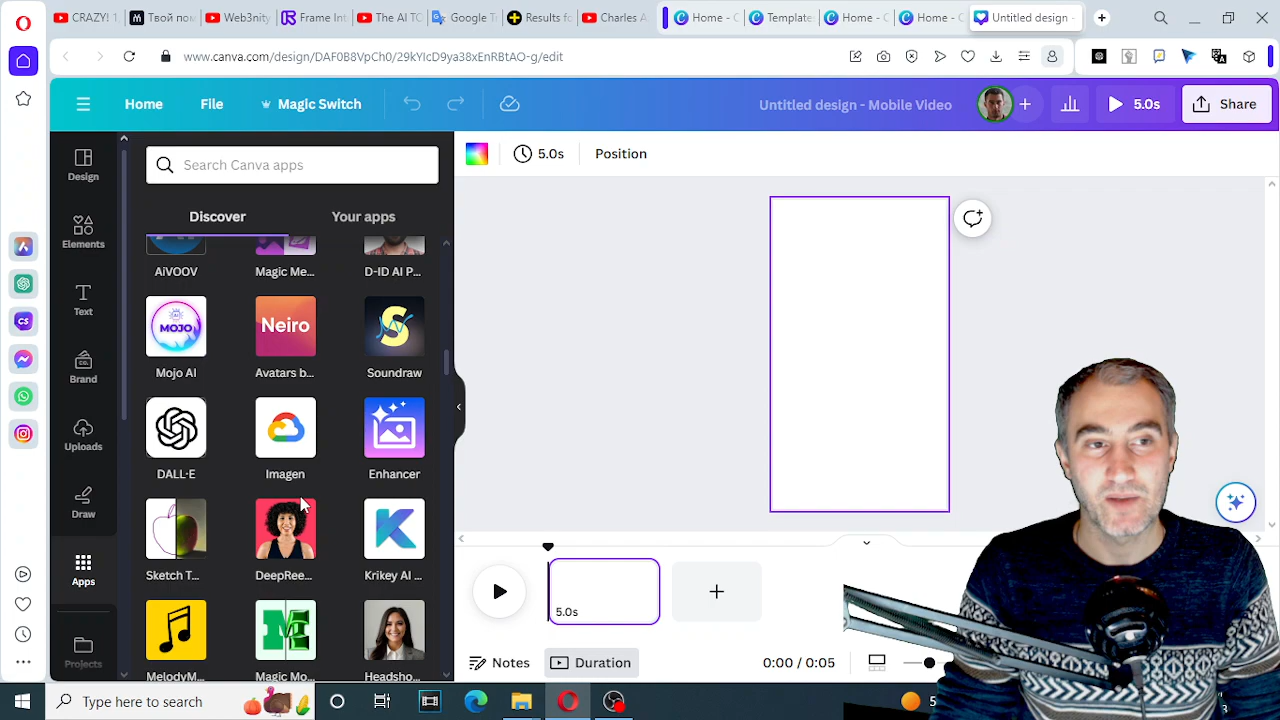 CRAZY! 1
Твой пом
Web3nity
Frame Int
The AI TO
Google T
Results fo
Charles A
Home - C
Template
Home - C
Home - C
Untitled design -
www.canva.com/design/DAF0B8VpCh0/29kYIcD9ya38xEnRBtAO-g/edit
Home
File
Magic Switch
Untitled design - Mobile Video
5.0s
Share
Design
Elements
Text
Brand
Uploads
Draw
Apps
Projects
Search Canva apps
Discover
Your apps
AiVOOV
Magic Me...
D-ID AI P...
MOJO
Neiro
S
Mojo AI
Avatars b...
Soundraw
DALL·E
Imagen
Enhancer
Sketch T...
DeepRee...
Krikey AI ...
MelodyM...
Magic Mo...
Headsho...
5.0s
Position
5.0s
Notes
Duration
0:00 / 0:05
Type here to search